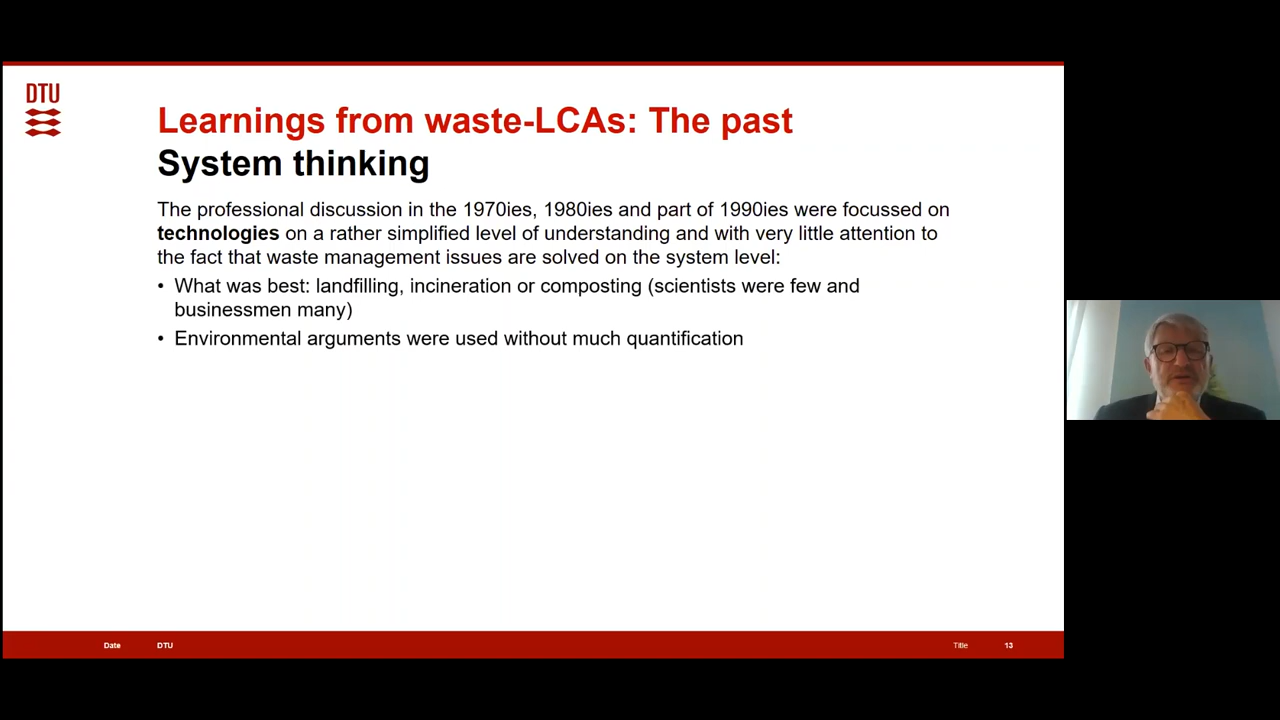 DTU
Learnings from waste-LCAs: The past
System thinking
The professional discussion in the 1970ies, 1980ies and part of 1990ies were focussed on
technologies on a rather simplified level of understanding and with very little attention to
the fact that waste management issues are solved on the system level:
• What was best: landfilling, incineration or composting (scientists were few and
businessmen many)
• Environmental arguments were used without much quantification
Date DTU Title 13